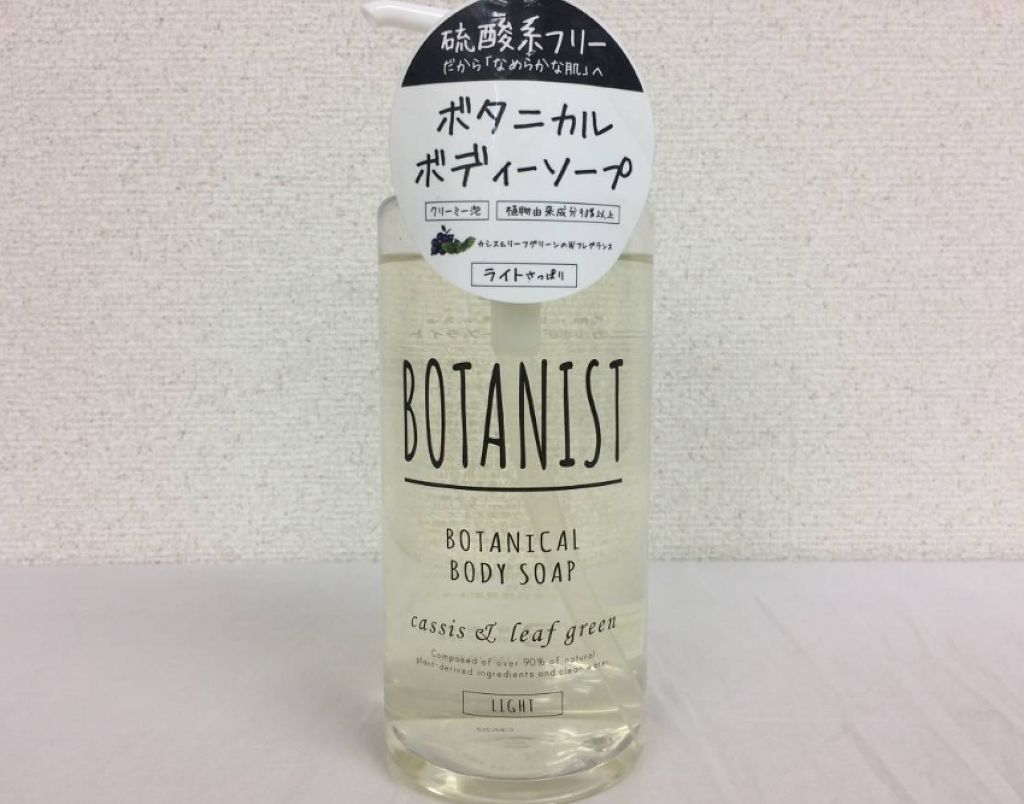 硫酸系フリー
だから「なめらかな肌」へ
ボタニカル
ボディーソープ
クリーミー泡 植物由来成分90%以上
カシス&リーフグリーンのWフレグランス
ライトさっぱり
BOTANIST
BOTANICAL
BODY SOAP
cassis & leaf green
Composed of over 90% of natural
plant-derived ingredients and clean water
LIGHT